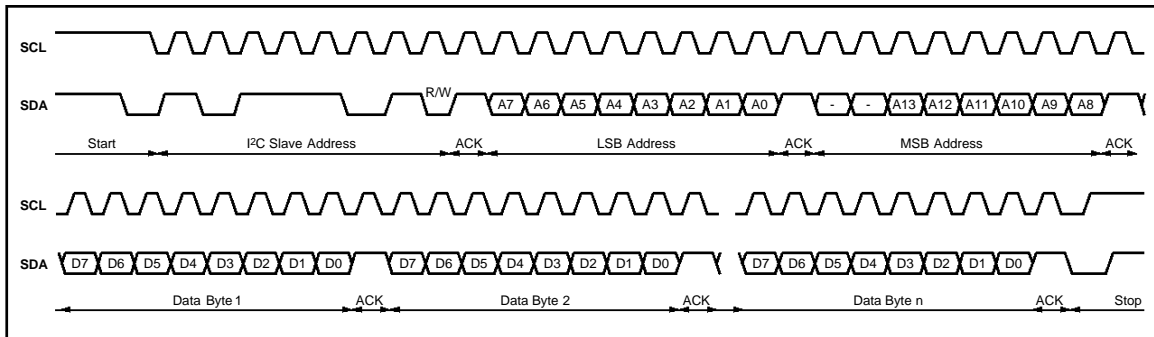 SCL
R/W
SDA A7 A6 A5 A4 A3 A2 A1 A0 - - A13 A12 A11 A10 A9 A8
Start I²C Slave Address ACK LSB Address ACK MSB Address ACK
SCL
SDA D7 D6 D5 D4 D3 D2 D1 D0 D7 D6 D5 D4 D3 D2 D1 D0 D7 D6 D5 D4 D3 D2 D1 D0
Data Byte 1 ACK Data Byte 2 ACK Data Byte n ACK Stop